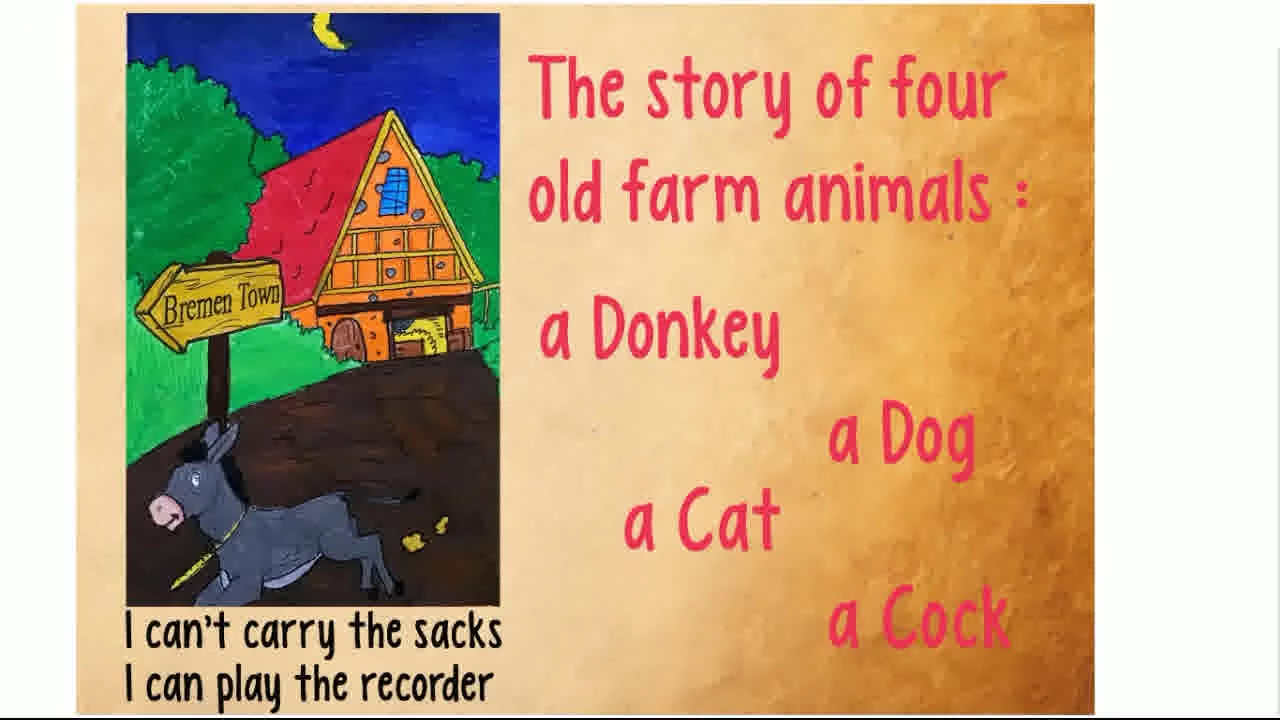 The story of four
old farm animals :
Bremen Town
a Donkey
a Dog
a Cat
a Cock
I can't carry the sacks
I can play the recorder